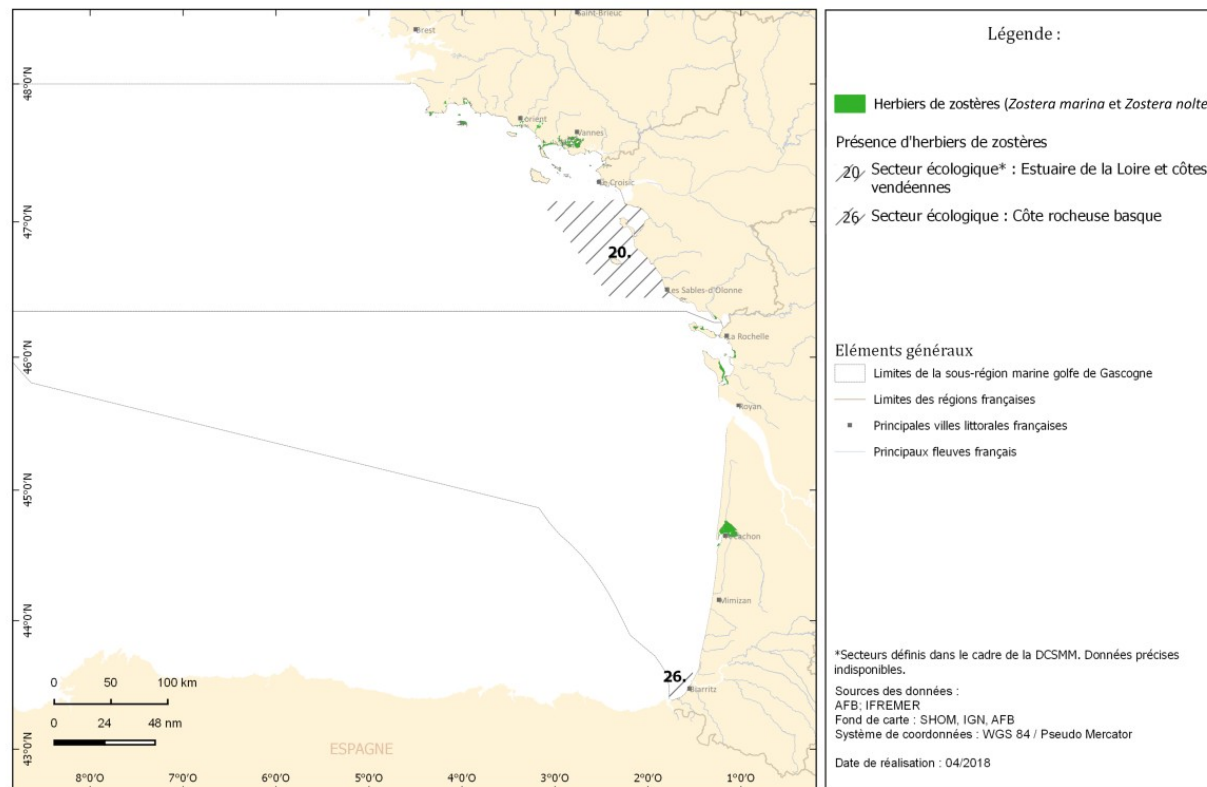 Saint-Brieuc
Brest
48°0'N
Lorient
Vannes
Le Croisic
47°0'N
20.
Les Sables-d'Olonne
46°0'N
La Rochelle
Royan
45°0'N
44°0'N
Mimizan
26.
Biarritz
0 50 100 km
0 24 48 nm
43°0'N
ESPAGNE
8°0'O 7°0'O 6°0'O 5°0'O 4°0'O 3°0'O 2°0'O 1°0'O
Légende :
Herbiers de zostères (Zostera marina et Zostera nolte
Présence d'herbiers de zostères
20 Secteur écologique* : Estuaire de la Loire et côtes
vendéennes
26 Secteur écologique : Côte rocheuse basque
Eléments généraux
Limites de la sous-région marine golfe de Gascogne
Limites des régions françaises
Principales villes littorales françaises
Principaux fleuves français
*Secteurs définis dans le cadre de la DCSMM. Données précises
indisponibles.
Sources des données :
AFB; IFREMER
Fond de carte : SHOM, IGN, AFB
Système de coordonnées : WGS 84 / Pseudo Mercator
Date de réalisation : 04/2018